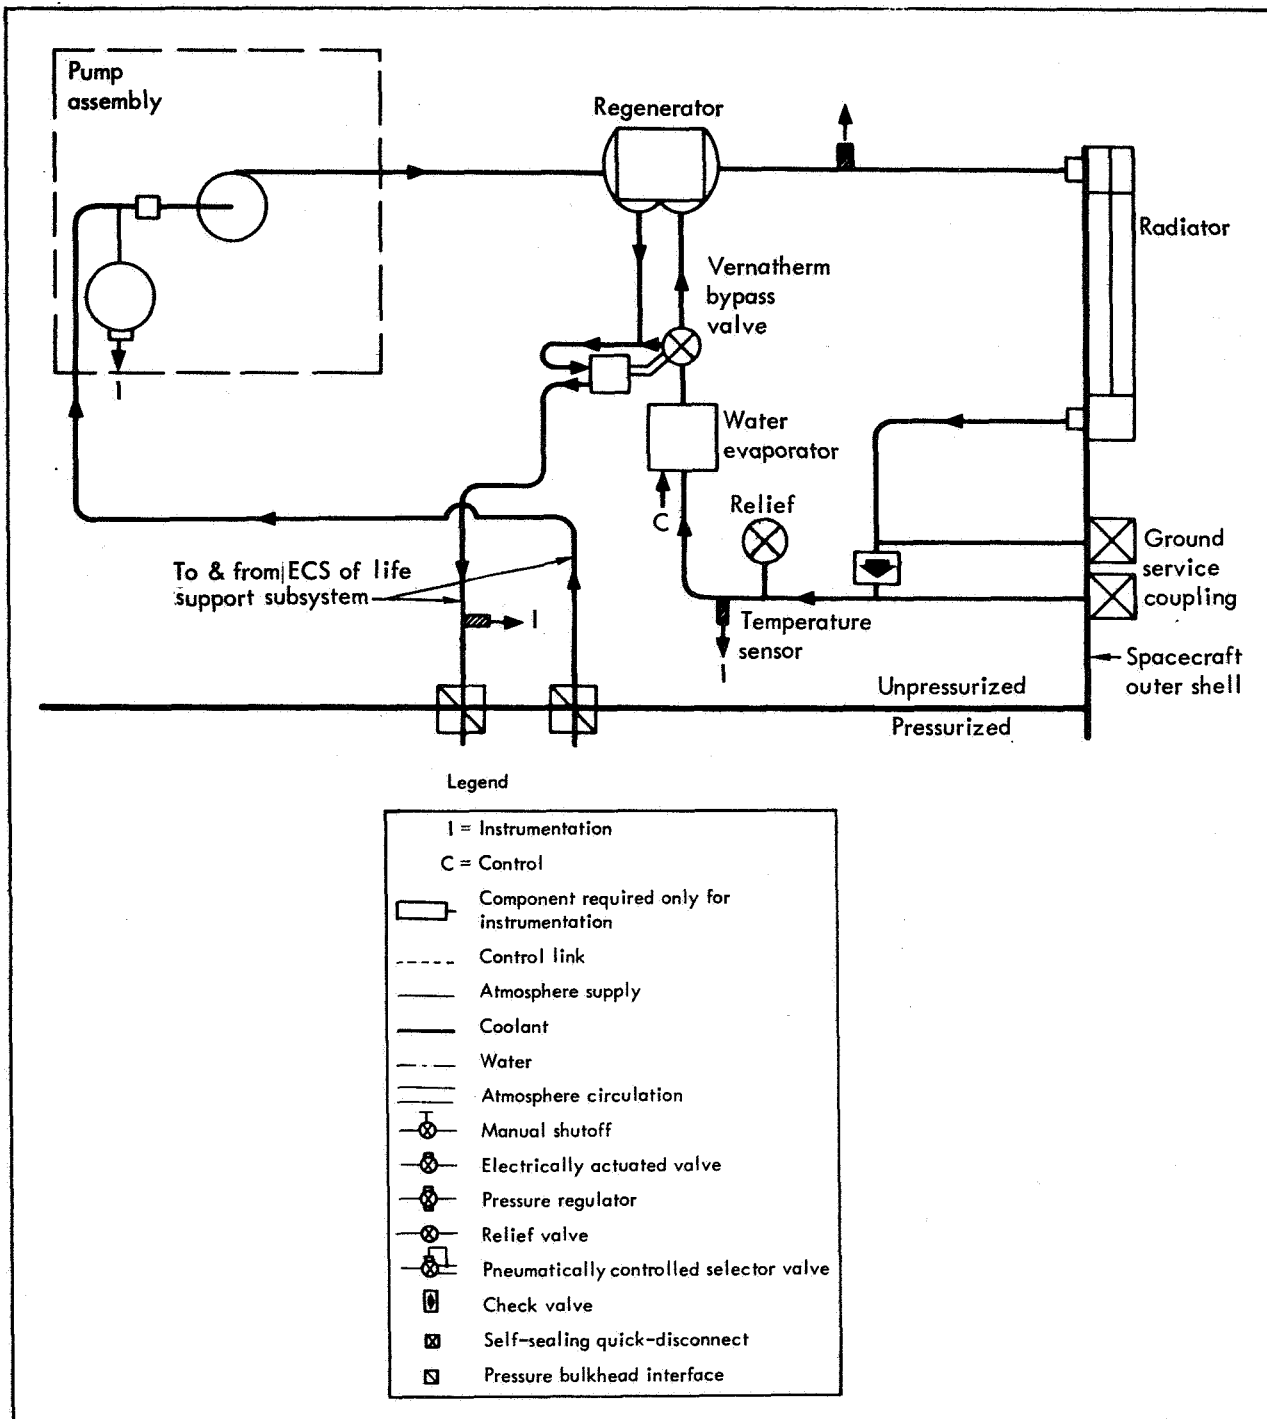 Pump
assembly
Regenerator
Radiator
Vernatherm
bypass
valve
I
Water
evaporator
C
Relief
Ground
service
coupling
To & from ECS of life
support subsystem
I
Temperature
sensor
I
Spacecraft
outer shell
Unpressurized
Pressurized
Legend
I = Instrumentation
C = Control
Component required only for
instrumentation
Control link
Atmosphere supply
Coolant
Water
Atmosphere circulation
Manual shutoff
Electrically actuated valve
Pressure regulator
Relief valve
Pneumatically controlled selector valve
Check valve
Self-sealing quick-disconnect
Pressure bulkhead interface